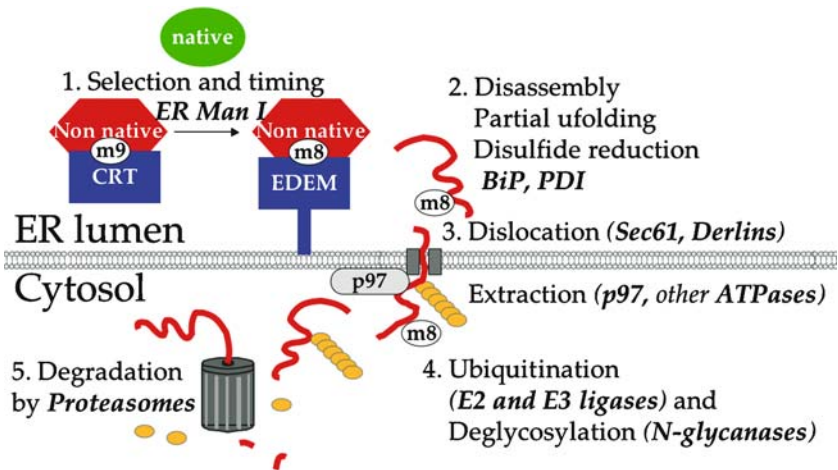 native
1. Selection and timing
ER Man I
Non native
m9
CRT
Non native
m8
EDEM
2. Disassembly
Partial ufolding
Disulfide reduction
BiP, PDI
m8
ER lumen
3. Dislocation (Sec61, Derlins)
Cytosol
p97
Extraction (p97, other ATPases)
m8
4. Ubiquitination
(E2 and E3 ligases) and
Deglycosylation (N-glycanases)
5. Degradation
by Proteasomes